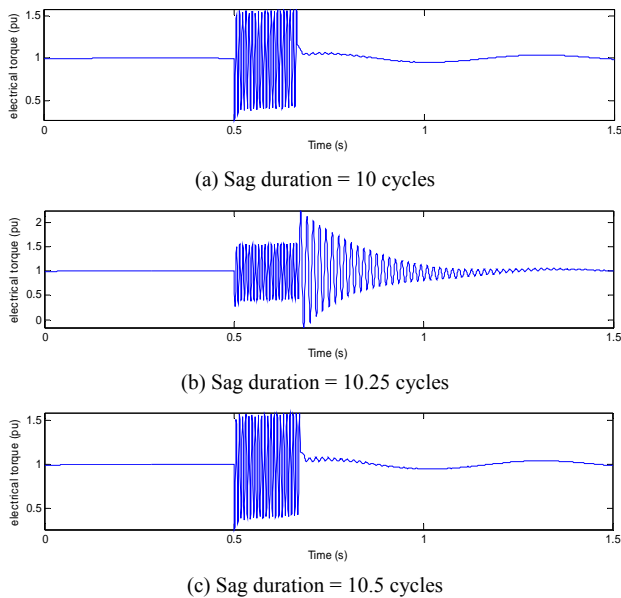 electrical torque (pu)
1.5
1
0.5
0
0.5
1
1.5
Time (s)
(a) Sag duration = 10 cycles
electrical torque (pu)
2
1.5
1
0.5
0
0
0.5
1
1.5
Time (s)
(b) Sag duration = 10.25 cycles
electrical torque (pu)
1.5
1
0.5
0
0.5
1
1.5
Time (s)
(c) Sag duration = 10.5 cycles